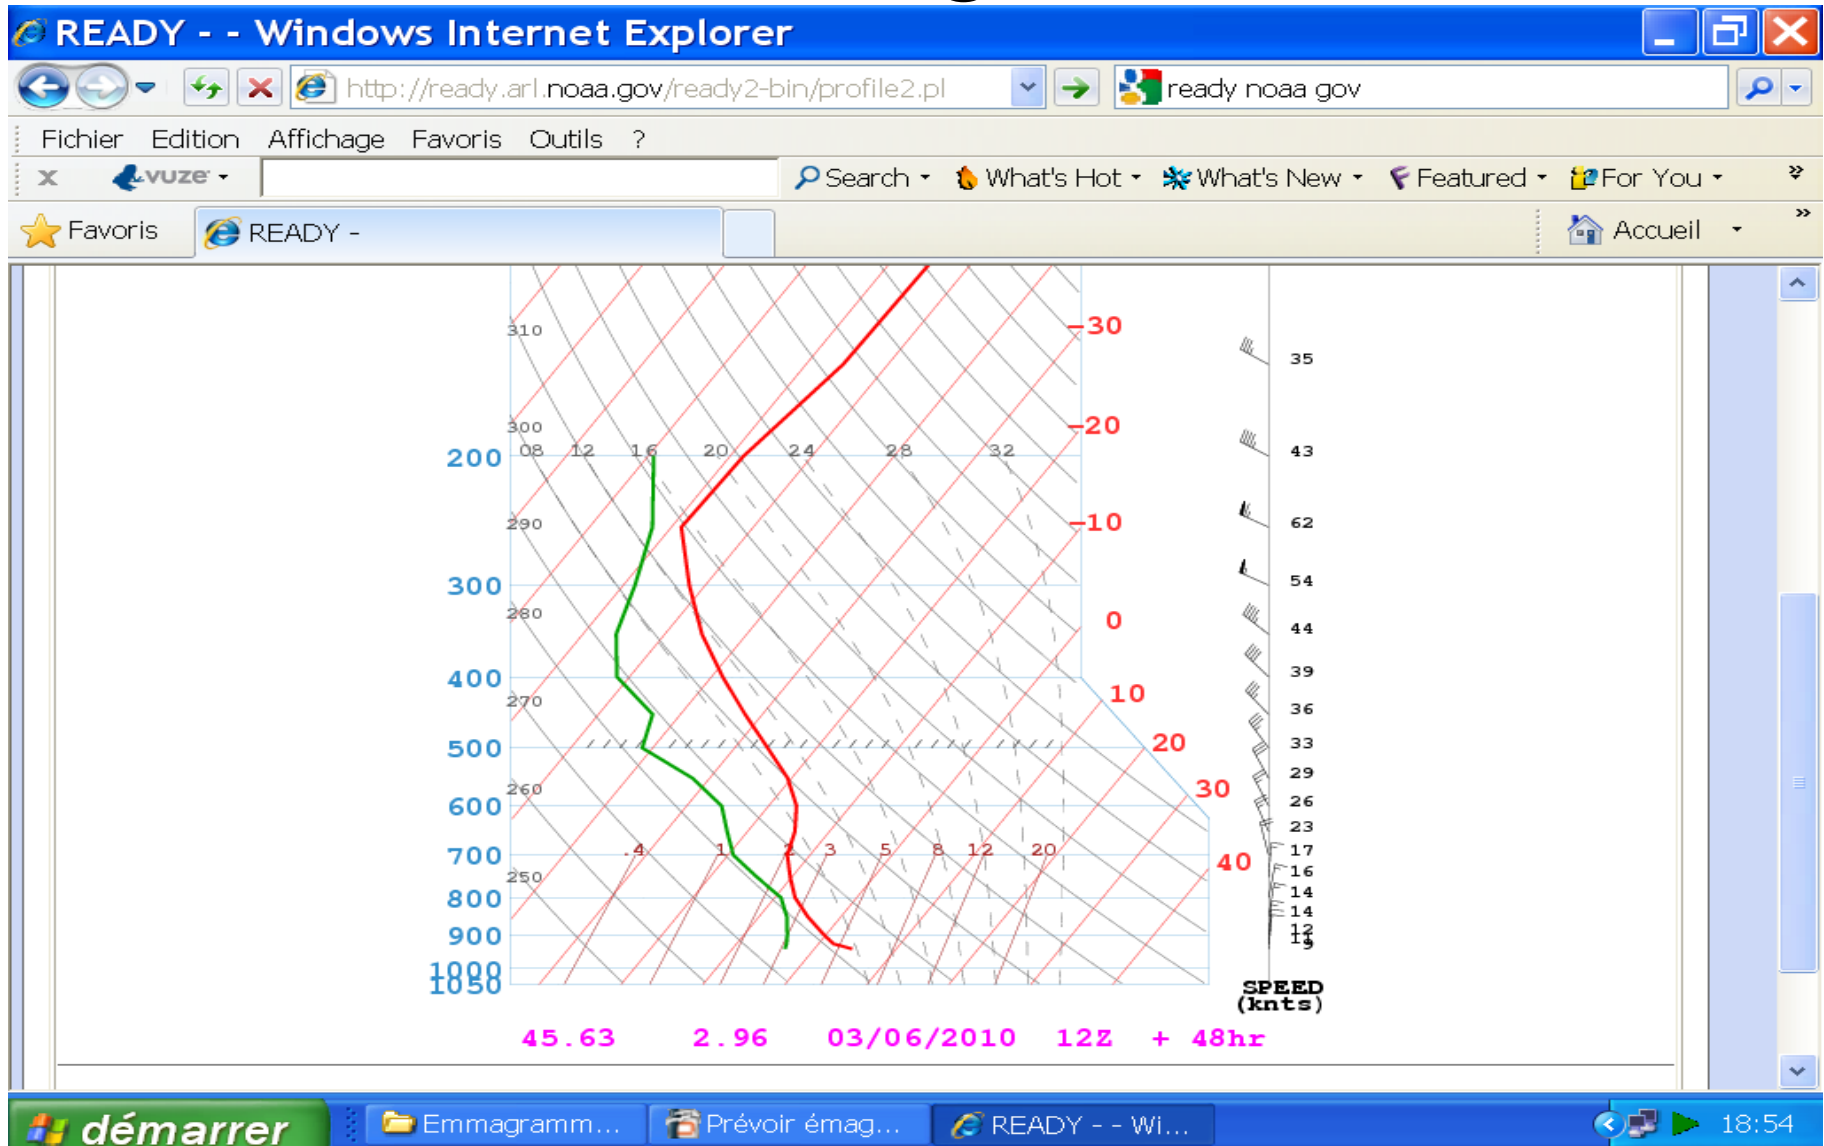 READY - - Windows Internet Explorer
http://ready.arl.noaa.gov/ready2-bin/profile2.pl
ready noaa gov
Fichier Edition Affichage Favoris Outils ?
x vuze Search What's Hot What's New Featured For You »
Favoris READY - Accueil »
310 -30
35
300 -20
200 08 12 16 20 24 28 32 43
290 -10 62
300 54
280 0 44
400 39
270 10 36
500 20 33
29
260 30
600 26
23
.4 1 2 3 5 8 12 20 17
700 40 16
250 14
800 14
900 12
11
9
1000
1050 SPEED
(knts)
45.63 2.96 03/06/2010 12Z + 48hr
démarrer Emmagramm... Prévoir émag... READY - - Wi... 18:54